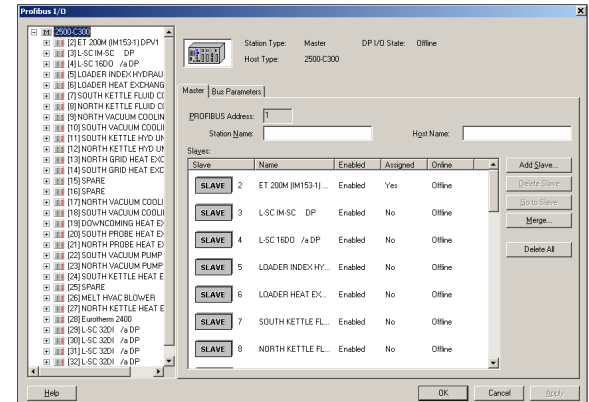 Profibus I/O
2500-C300
[2] ET 200M (IM153-1) DPV1
[3] L-SC IM-SC DP
[4] L-SC 16DO /a DP
[5] LOADER INDEX HYDRAU
[6] LOADER HEAT EXCHANG
[7] SOUTH KETTLE FLUID CO
[8] NORTH KETTLE FLUID CO
[9] NORTH VACUUM COOLIN
[10] SOUTH VACUUM COOLI
[11] SOUTH KETTLE HYD UN
[12] NORTH KETTLE HYD UN
[13] NORTH GRID HEAT EXC
[14] SOUTH GRID HEAT EXC
[15] SPARE
[16] SPARE
[17] NORTH VACUUM COOLI
[18] SOUTH VACUUM COOLI
[19] DOWNCOMING HEAT EX
[20] SOUTH PROBE HEAT EX
[21] NORTH PROBE HEAT EX
[22] SOUTH VACUUM PUMP
[23] NORTH VACUUM PUMP
[24] SOUTH KETTLE HEAT E
[25] SPARE
[26] MELT HVAC BLOWER
[27] NORTH KETTLE HEAT E
[28] Eurotherm 2400
[29] L-SC 32DI /a DP
[30] L-SC 32DI /a DP
[31] L-SC 32DI /a DP
[32] L-SC 32DI /a DP
Station Type: Master DP I/O State: Offline
Host Type: 2500-C300
Master Bus Parameters
PROFIBUS Address: 1
Station Name: Host Name:
Slaves:
Slave Name Enabled Assigned Online
SLAVE 2 ET 200M (IM153-1)... Enabled Yes Offline
SLAVE 3 L-SC IM-SC DP Enabled No Offline
SLAVE 4 L-SC 16DO /a DP Enabled No Offline
SLAVE 5 LOADER INDEX HY... Enabled No Offline
SLAVE 6 LOADER HEAT EX... Enabled No Offline
SLAVE 7 SOUTH KETTLE FL... Enabled No Offline
SLAVE 8 NORTH KETTLE FL... Enabled No Offline
Add Slave...
Delete Slave
Go to Slave
Merge...
Delete All
Help OK Cancel Apply